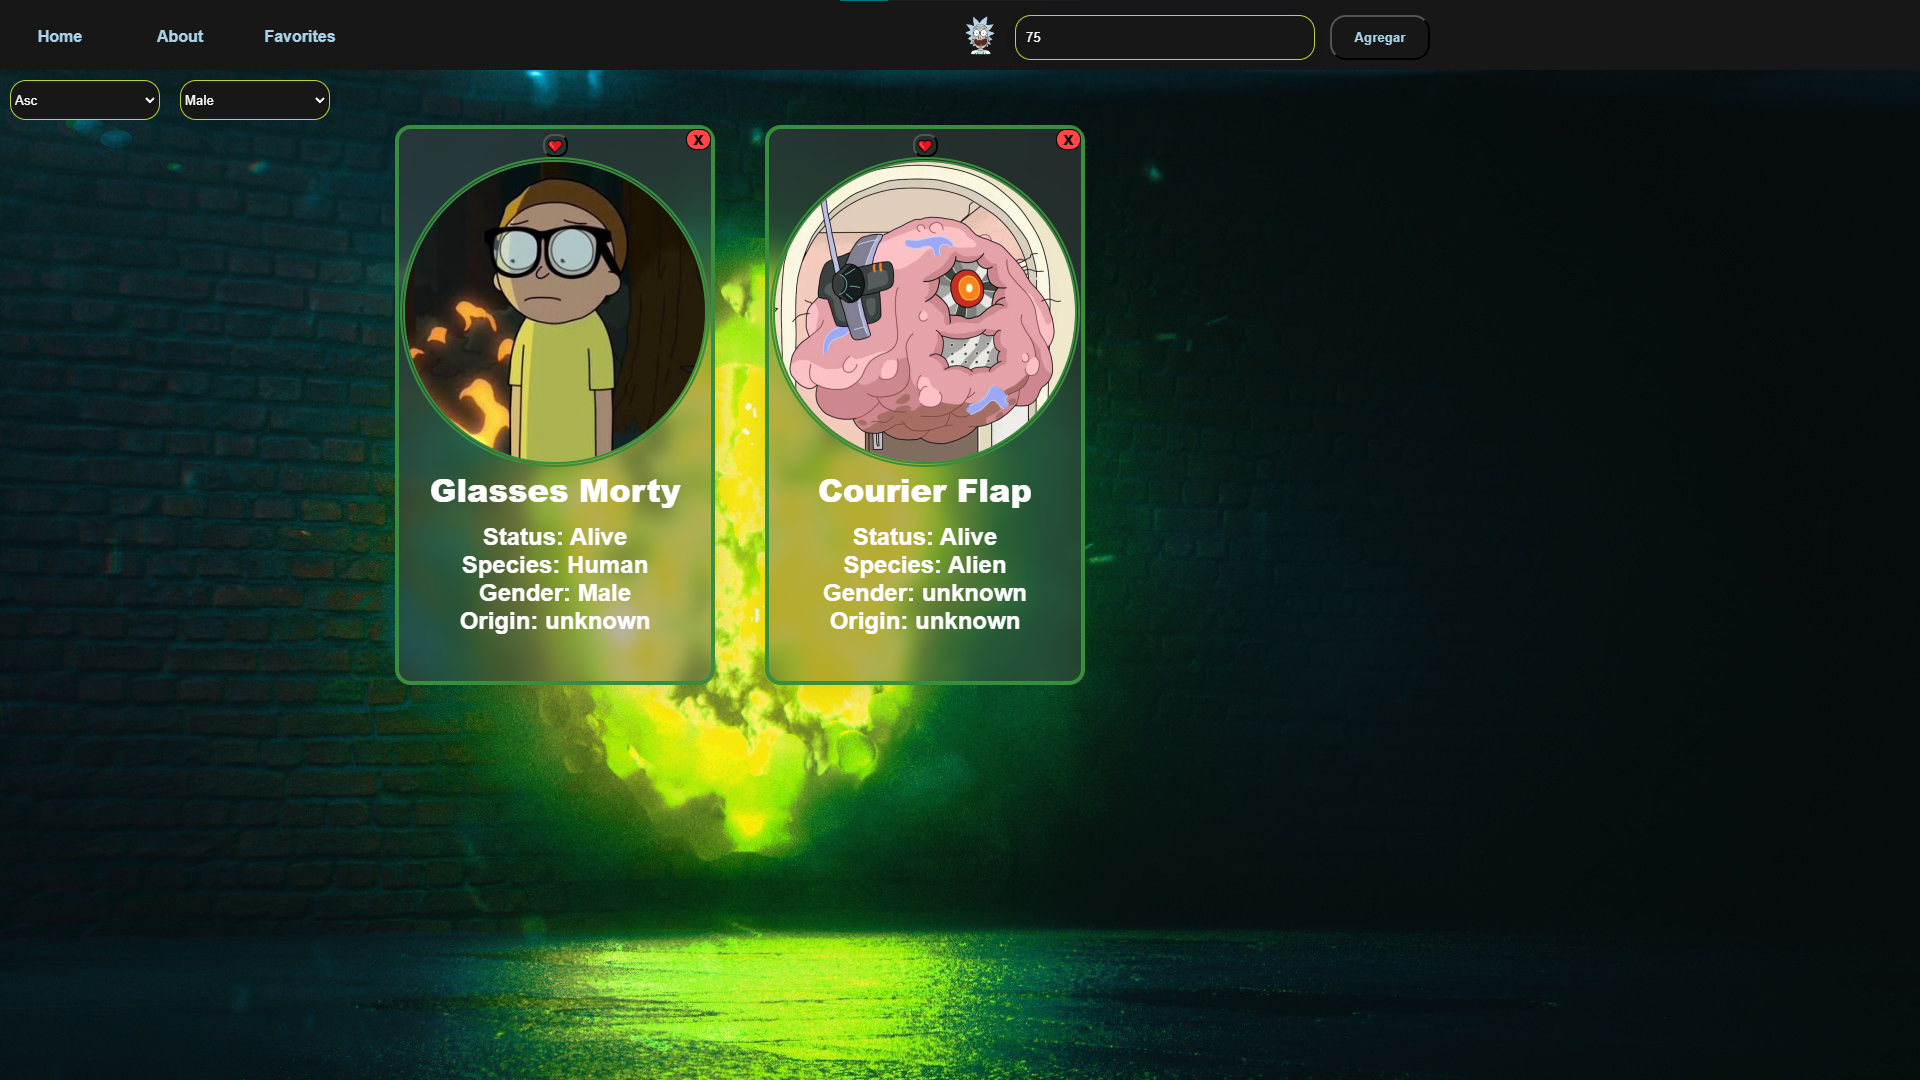 Home
About
Favorites
75
Agregar
Asc
Male
X
Glasses Morty
Status: Alive
Species: Human
Gender: Male
Origin: unknown
X
Courier Flap
Status: Alive
Species: Alien
Gender: unknown
Origin: unknown